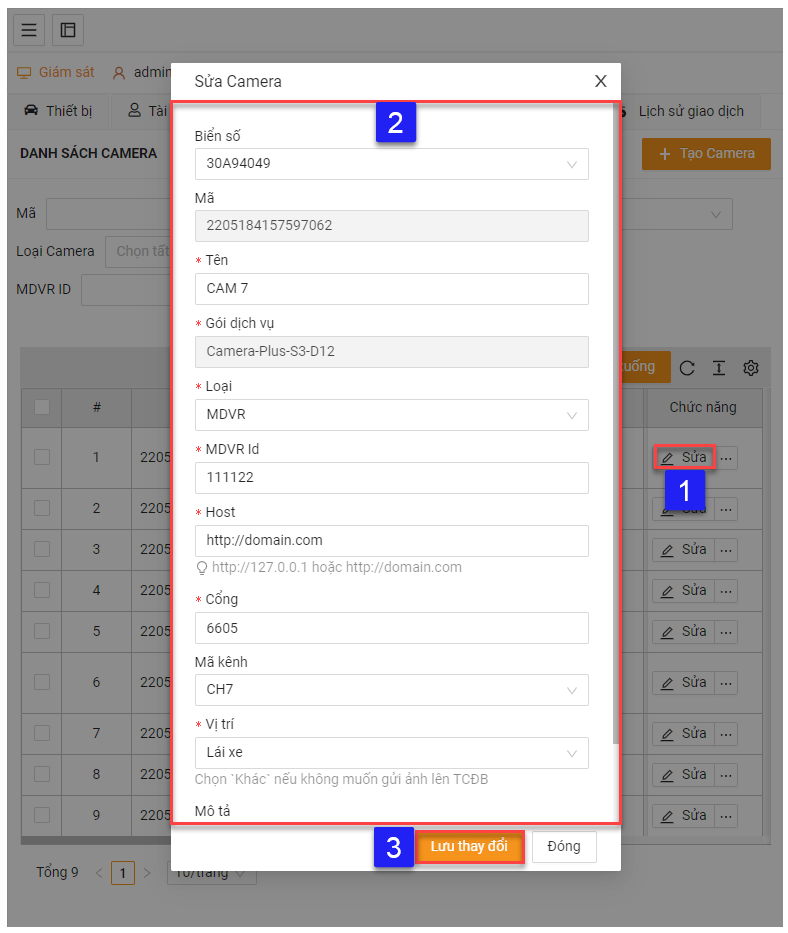 Giám sát admin
Sửa Camera X
Thiết bị Tài Lịch sử giao dịch
2
DANH SÁCH CAMERA + Tạo Camera
Biển số
30A94049
Mã
2205184157597062
Mã
* Tên
Loại Camera Chọn tất
CAM 7
MDVR ID
* Gói dịch vụ
Camera-Plus-S3-D12
xuống
* Loại
# Chức năng
MDVR
* MDVR Id
1 2205 Sửa ...
111122
1
2 2205 Sửa ...
* Host
http://domain.com
3 2205 Sửa ...
http://127.0.0.1 hoặc http://domain.com
4 2205 Sửa ...
* Cổng
6605
5 2205 Sửa ...
Mã kênh
CH7
6 2205 Sửa ...
* Vị trí
7 2205 Sửa ...
Lái xe
Chọn `Khác` nếu không muốn gửi ảnh lên TCĐB
8 2205 Sửa ...
Mô tả
9 2205 Sửa ...
3 Lưu thay đổi Đóng
Tổng 9 < 1 > 10/trang